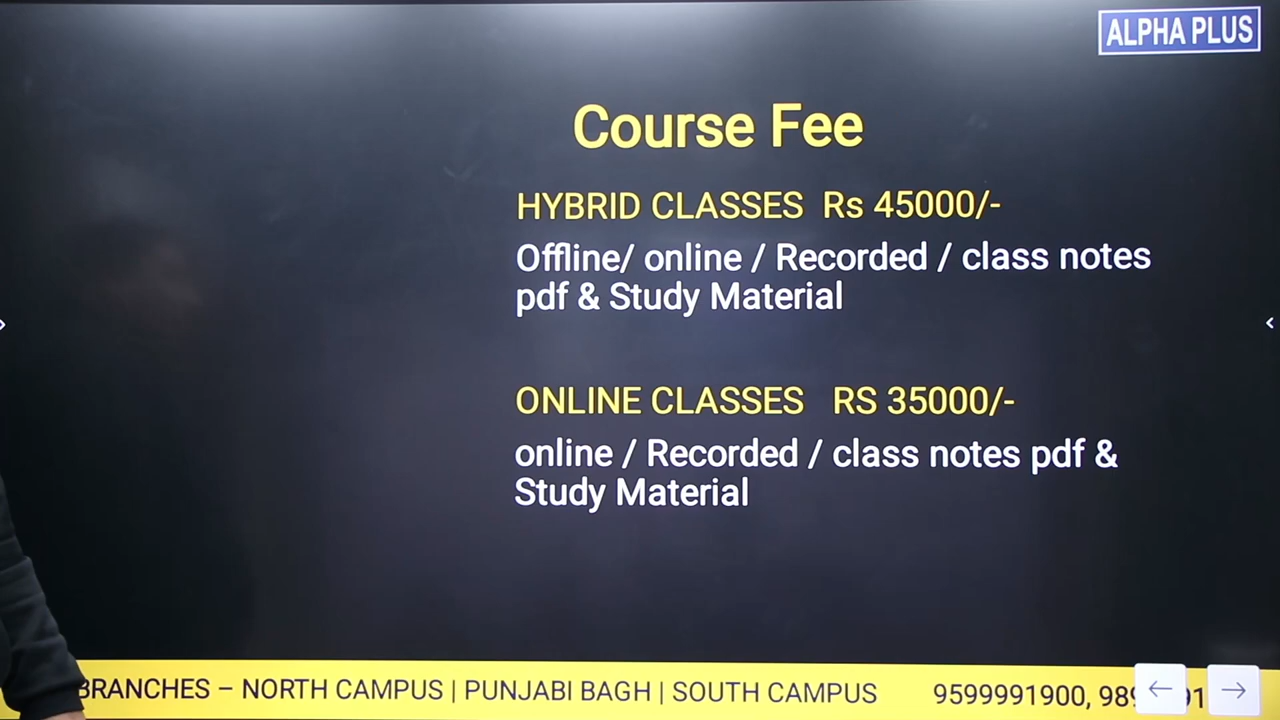 ALPHA PLUS
Course Fee
HYBRID CLASSES Rs 45000/-
Offline/ online / Recorded / class notes
pdf & Study Material
ONLINE CLASSES RS 35000/-
online / Recorded / class notes pdf &
Study Material
BRANCHES – NORTH CAMPUS | PUNJABI BAGH | SOUTH CAMPUS 9599991900,